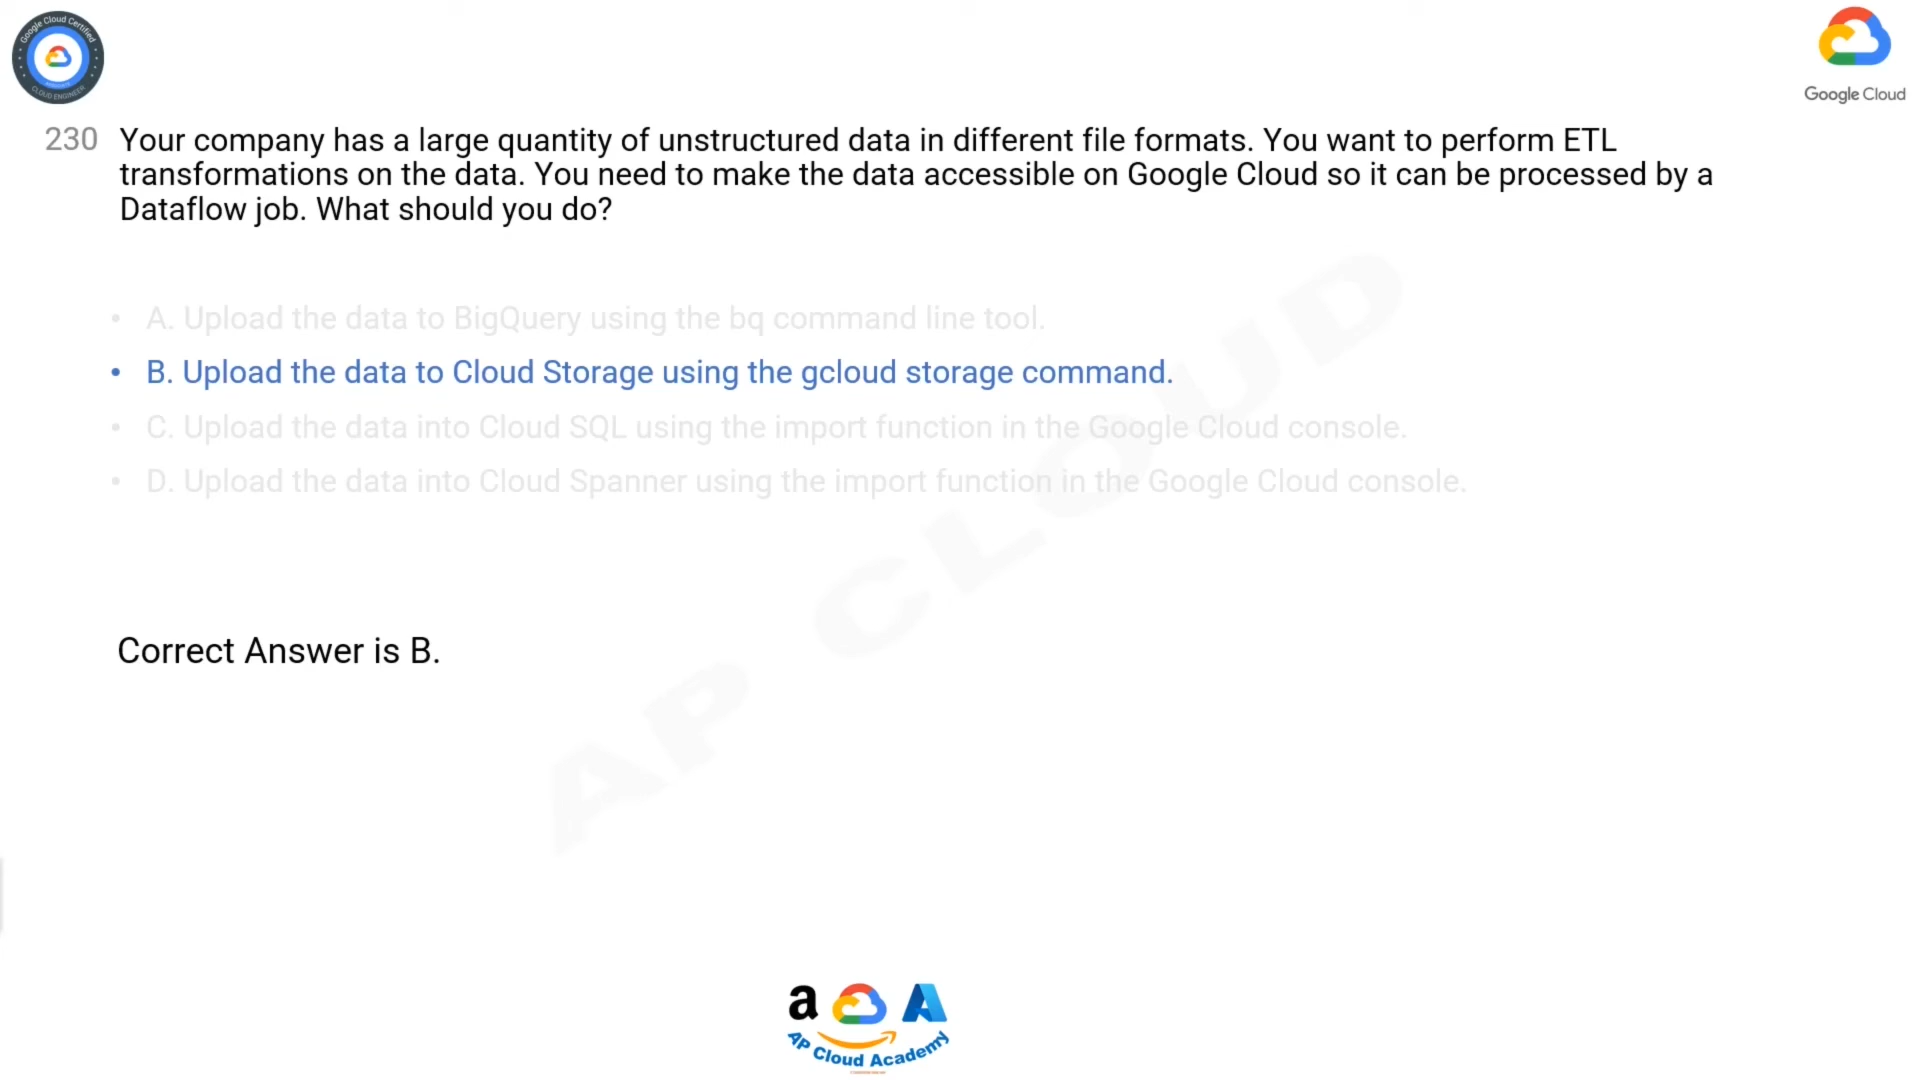 Google Cloud Certified
CLOUD ENGINEER
Google Cloud
230 Your company has a large quantity of unstructured data in different file formats. You want to perform ETL
transformations on the data. You need to make the data accessible on Google Cloud so it can be processed by a
Dataflow job. What should you do?
• A. Upload the data to BigQuery using the bq command line tool.
• B. Upload the data to Cloud Storage using the gcloud storage command.
• C. Upload the data into Cloud SQL using the import function in the Google Cloud console.
• D. Upload the data into Cloud Spanner using the import function in the Google Cloud console.
AP CLOUD
Correct Answer is B.
a A
AP Cloud Academy